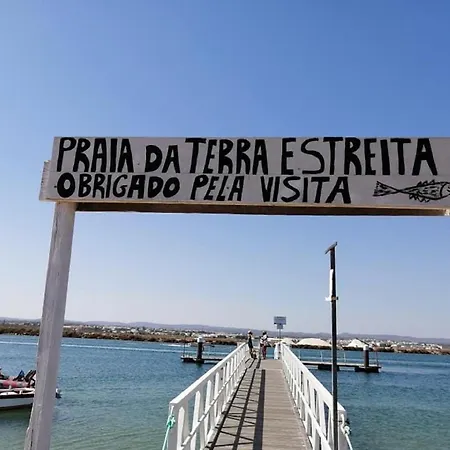 PRAIA DA TERRA ESTREITA
OBRIGADO PELA VISITA